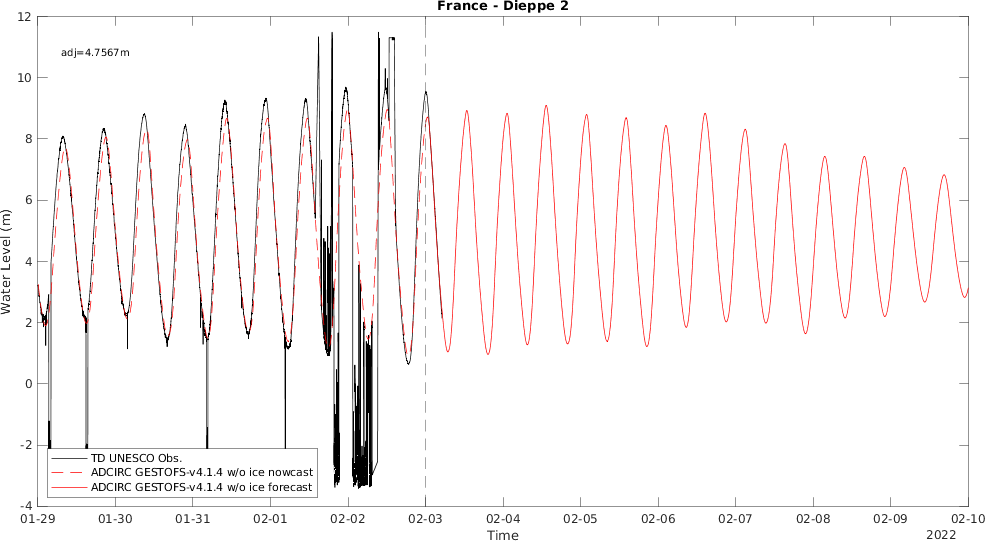 France - Dieppe 2
adj=4.7567m
Water Level (m)
12
10
8
6
4
2
0
-2
-4
TD UNESCO Obs.
ADCIRC GESTOFS-v4.1.4 w/o ice nowcast
ADCIRC GESTOFS-v4.1.4 w/o ice forecast
01-29 01-30 01-31 02-01 02-02 02-03 02-04 02-05 02-06 02-07 02-08 02-09 02-10
Time
2022